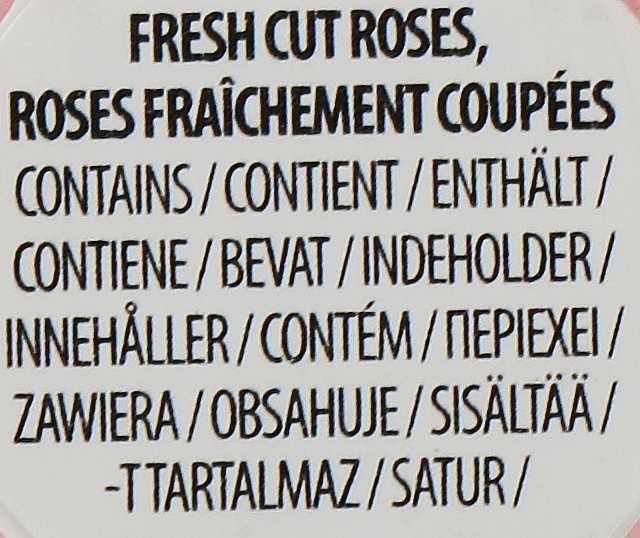 FRESH CUT ROSES,
ROSES FRAÎCHEMENT COUPÉES
CONTAINS / CONTIENT / ENTHÄLT /
CONTIENE / BEVAT / INDEHOLDER /
INNEHÅLLER / CONTÉM / ΠΕΡΙΕΧΕΙ /
ZAWIERA / OBSAHUJE / SISÄLTÄÄ /
-T TARTALMAZ / SATUR /